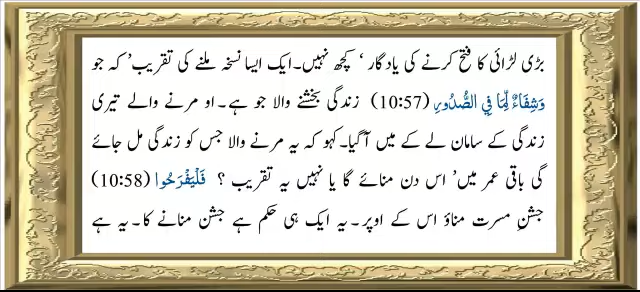 بڑی لڑائی کا فتح کرنے کی یادگار ‘ کچھ نہیں۔ایک ایسا نسخہ ملنے کی تقریب’ کہ جو
وَشِفَاءٌ لِّمَا فِي الصُّدُورِ (10:57) زندگی بخشنے والا جو ہے۔او مرنے والے تیری
زندگی کے سامان لے کے میں آگیا۔کہو کہ یہ مرنے والا جس کو زندگی مل جائے
گی باقی عمر میں’ اس دن منائے گا یا نہیں یہ تقریب ؟ فَلْيَفْرَحُوا (10:58)
جشنِ مسرت مناؤ اس کے اوپر۔یہ ایک ہی حکم ہے جشن منانے کا۔یہ ہے